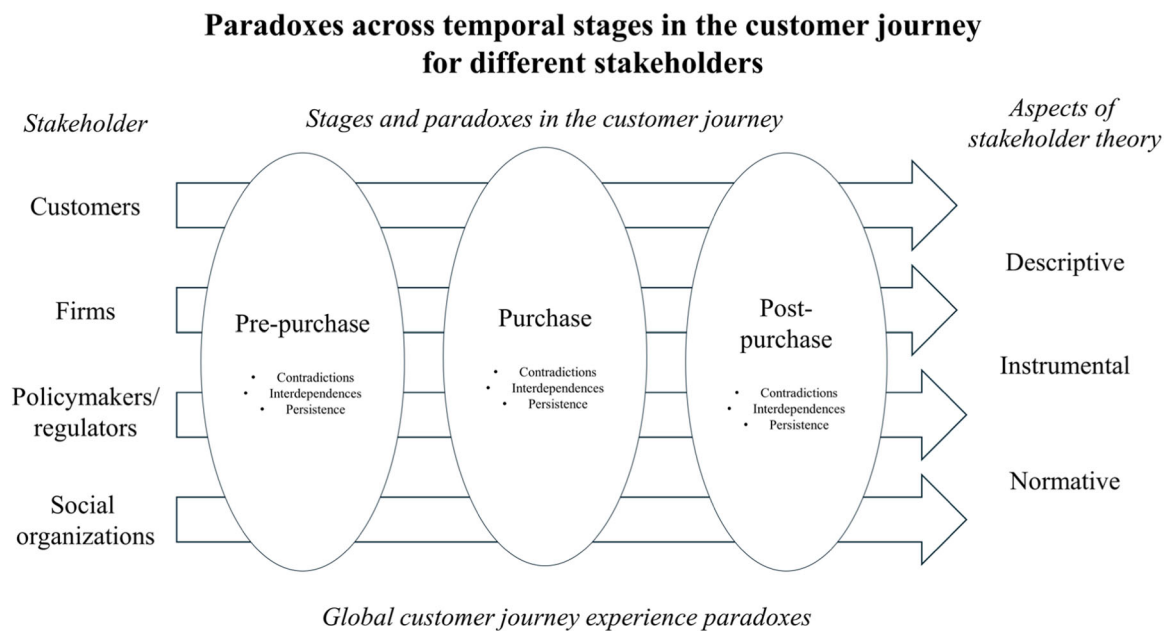 Paradoxes across temporal stages in the customer journey
for different stakeholders
Stakeholder
Stages and paradoxes in the customer journey
Aspects of
stakeholder theory
Customers
Firms
Policymakers/
regulators
Social
organizations
Pre-purchase
• Contradictions
• Interdependences
• Persistence
Purchase
• Contradictions
• Interdependences
• Persistence
Post-
purchase
• Contradictions
• Interdependences
• Persistence
Descriptive
Instrumental
Normative
Global customer journey experience paradoxes